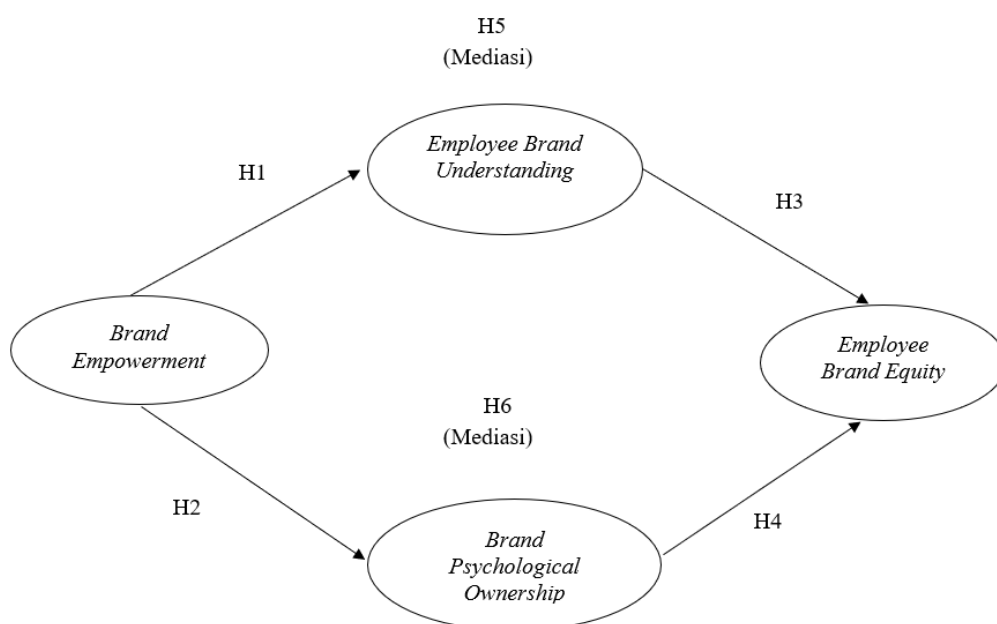 H5
(Mediasi)
Employee Brand
Understanding
H1
H3
Brand
Empowerment
Employee
Brand Equity
H6
(Mediasi)
H2
H4
Brand
Psychological
Ownership